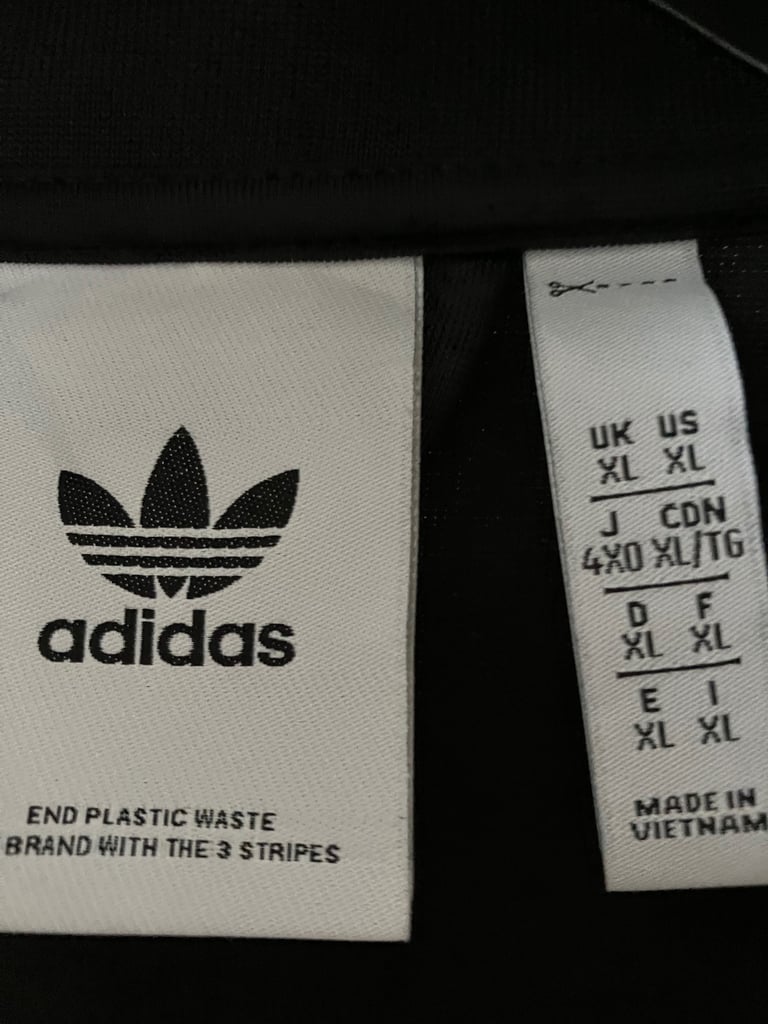 adidas
END PLASTIC WASTE
BRAND WITH THE 3 STRIPES
UK US
XL XL
J CDN
4XO XL/TG
D F
XL XL
E I
XL XL
MADE IN
VIETNAM